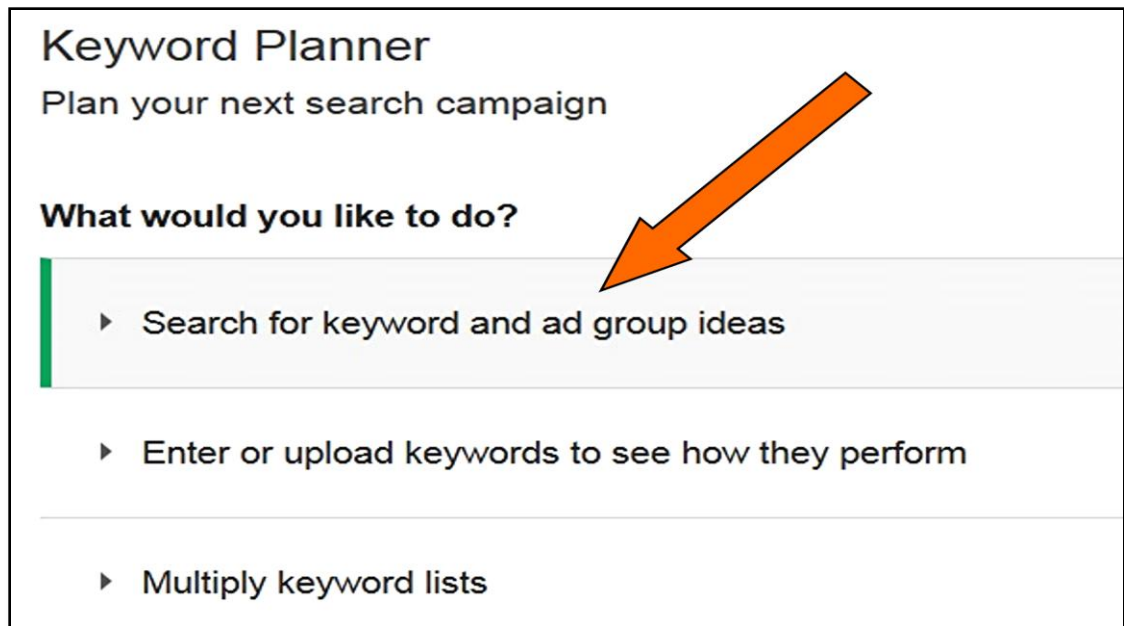 Keyword Planner
Plan your next search campaign
What would you like to do?
Search for keyword and ad group ideas
Enter or upload keywords to see how they perform
Multiply keyword lists